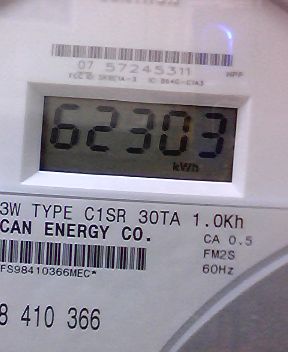 07 57245311
62303
kWh
3W TYPE C1SR 30TA 1.0Kh
CAN ENERGY CO.
CA 0.5
FM2S
60Hz
FS98410366MEC*
8 410 366